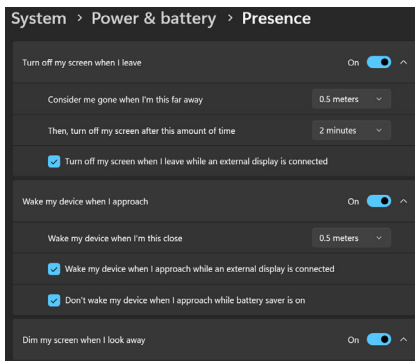 System > Power & battery > Presence
Turn off my screen when I leave On
Consider me gone when I'm this far away 0.5 meters
Then, turn off my screen after this amount of time 2 minutes
Turn off my screen when I leave while an external display is connected
Wake my device when I approach On
Wake my device when I'm this close 0.5 meters
Wake my device when I approach while an external display is connected
Don't wake my device when I approach while battery saver is on
Dim my screen when I look away On